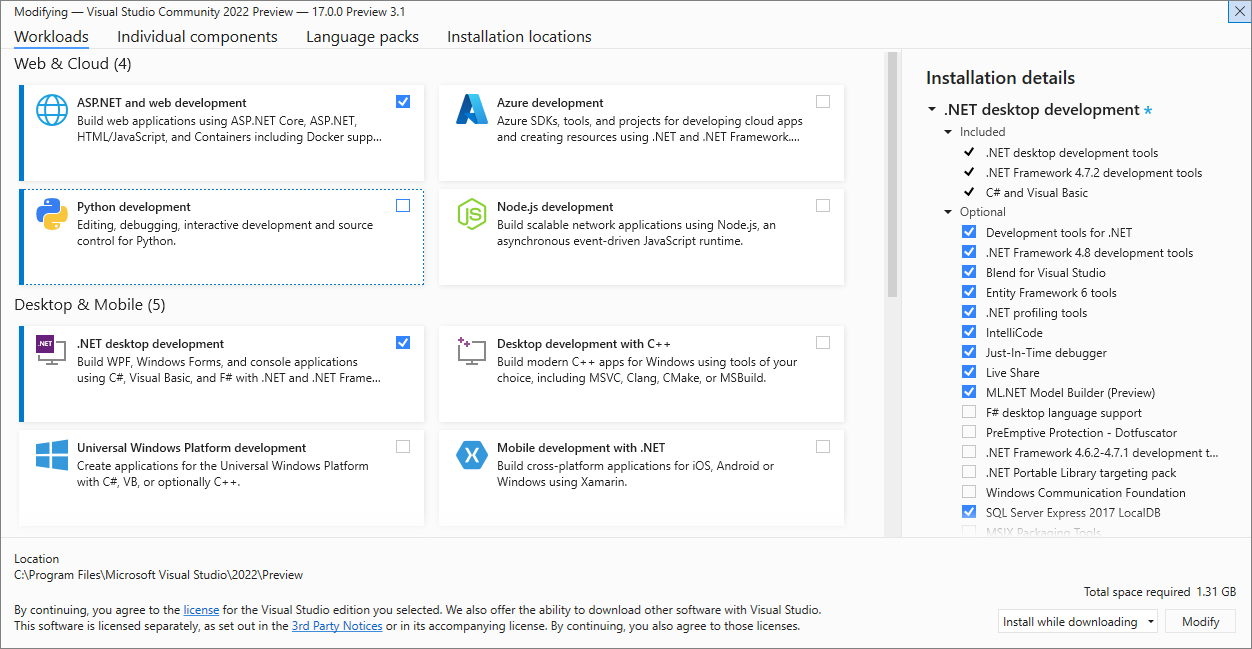 Modifying — Visual Studio Community 2022 Preview — 17.0.0 Preview 3.1
Workloads
Individual components
Language packs
Installation locations
Web & Cloud (4)
ASP.NET and web development
Build web applications using ASP.NET Core, ASP.NET,
HTML/JavaScript, and Containers including Docker supp...
Azure development
Azure SDKs, tools, and projects for developing cloud apps
and creating resources using .NET and .NET Framework....
Python development
Editing, debugging, interactive development and source
control for Python.
JS
Node.js development
Build scalable network applications using Node.js, an
asynchronous event-driven JavaScript runtime.
Desktop & Mobile (5)
.NET
.NET desktop development
Build WPF, Windows Forms, and console applications
using C#, Visual Basic, and F# with .NET and .NET Frame...
Desktop development with C++
Build modern C++ apps for Windows using tools of your
choice, including MSVC, Clang, CMake, or MSBuild.
Universal Windows Platform development
Create applications for the Universal Windows Platform
with C#, VB, or optionally C++.
Mobile development with .NET
Build cross-platform applications for iOS, Android or
Windows using Xamarin.
Installation details
.NET desktop development *
Included
.NET desktop development tools
.NET Framework 4.7.2 development tools
C# and Visual Basic
Optional
Development tools for .NET
.NET Framework 4.8 development tools
Blend for Visual Studio
Entity Framework 6 tools
.NET profiling tools
IntelliCode
Just-In-Time debugger
Live Share
ML.NET Model Builder (Preview)
F# desktop language support
PreEmptive Protection - Dotfuscator
.NET Framework 4.6.2-4.7.1 development t...
.NET Portable Library targeting pack
Windows Communication Foundation
SQL Server Express 2017 LocalDB
MSIX Packaging Tools
Location
C:\Program Files\Microsoft Visual Studio\2022\Preview
By continuing, you agree to the license for the Visual Studio edition you selected. We also offer the ability to download other software with Visual Studio.
This software is licensed separately, as set out in the 3rd Party Notices or in its accompanying license. By continuing, you also agree to those licenses.
Total space required 1.31 GB
Install while downloading
Modify